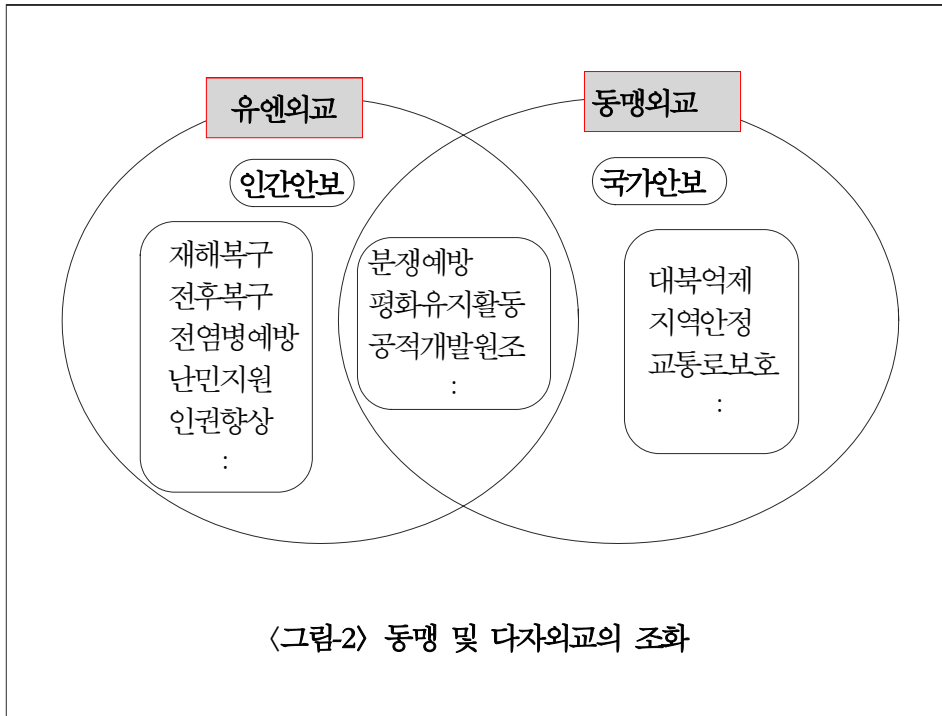 유엔외교
동맹외교
인간안보
국가안보
재해복구
전후복구
전염병예방
난민지원
인권향상
:
분쟁예방
평화유지활동
공적개발원조
:
대북억제
지역안정
교통로보호
:
<그림-2> 동맹 및 다자외교의 조화